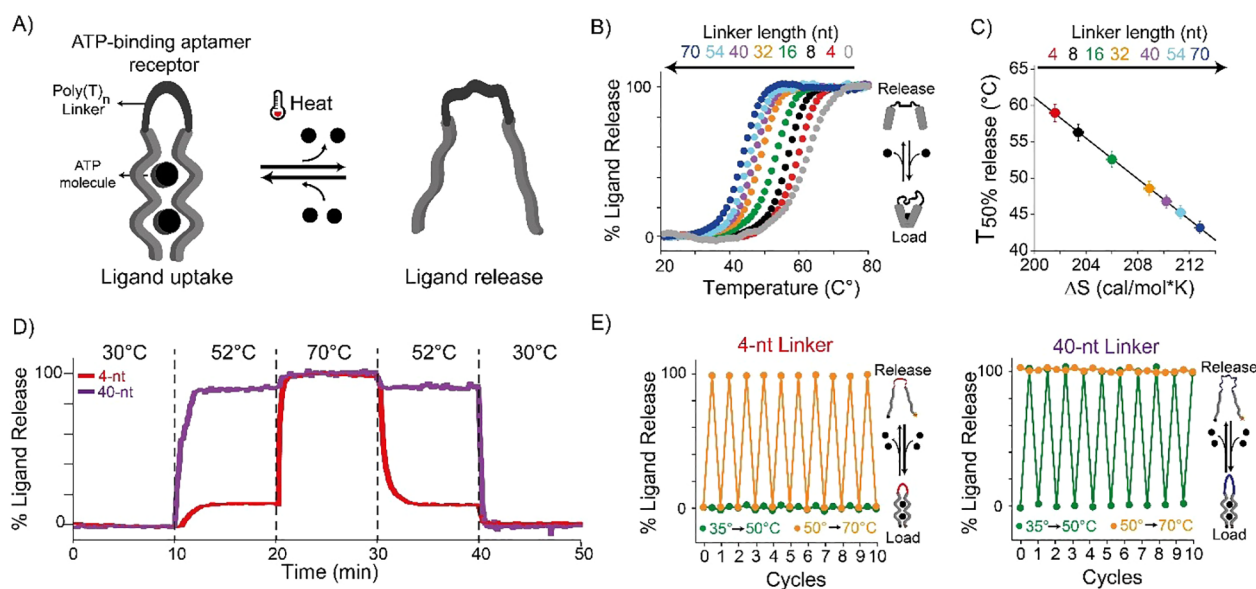 A)
ATP-binding aptamer
receptor
Poly(T)n
Linker
ATP
molecule
Heat
Ligand uptake
Ligand release
B)
Linker length (nt)
70 54 40 32 16 8 4 0
% Ligand Release
100
0
20 40 60 80
Temperature (C°)
Release
Load
C)
Linker length (nt)
4 8 16 32 40 54 70
T50% release (°C)
65
60
55
50
45
40
200 204 208 212
ΔS (cal/mol*K)
D)
30°C 52°C 70°C 52°C 30°C
4-nt
40-nt
% Ligand Release
100
0
0 10 20 30 40 50
Time (min)
E)
4-nt Linker
% Ligand Release
100
50
0
35°→50°C 50°→70°C
0 1 2 3 4 5 6 7 8 9 10
Cycles
Release
Load
40-nt Linker
% Ligand Release
100
50
0
35°→50°C 50°→70°C
0 1 2 3 4 5 6 7 8 9 10
Cycles
Release
Load